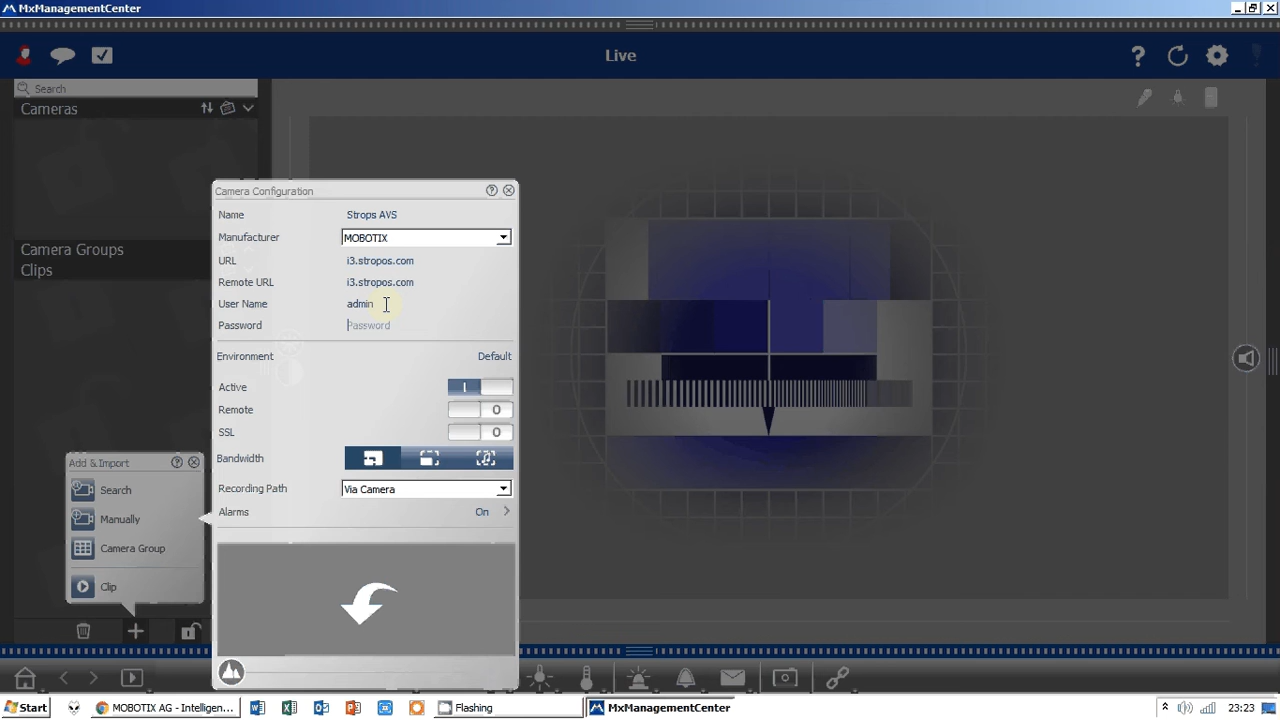 MxManagementCenter
Live
Search
Cameras
Camera Groups
Clips
Camera Configuration
Name Strops AVS
Manufacturer MOBOTIX
URL i3.stropos.com
Remote URL i3.stropos.com
User Name admin
Password Password
Environment Default
Active I
Remote O
SSL O
Bandwidth
Recording Path Via Camera
Alarms On
Add & Import
Search
Manually
Camera Group
Clip
Start MOBOTIX AG - Intelligen... Flashing MxManagementCenter 23:23